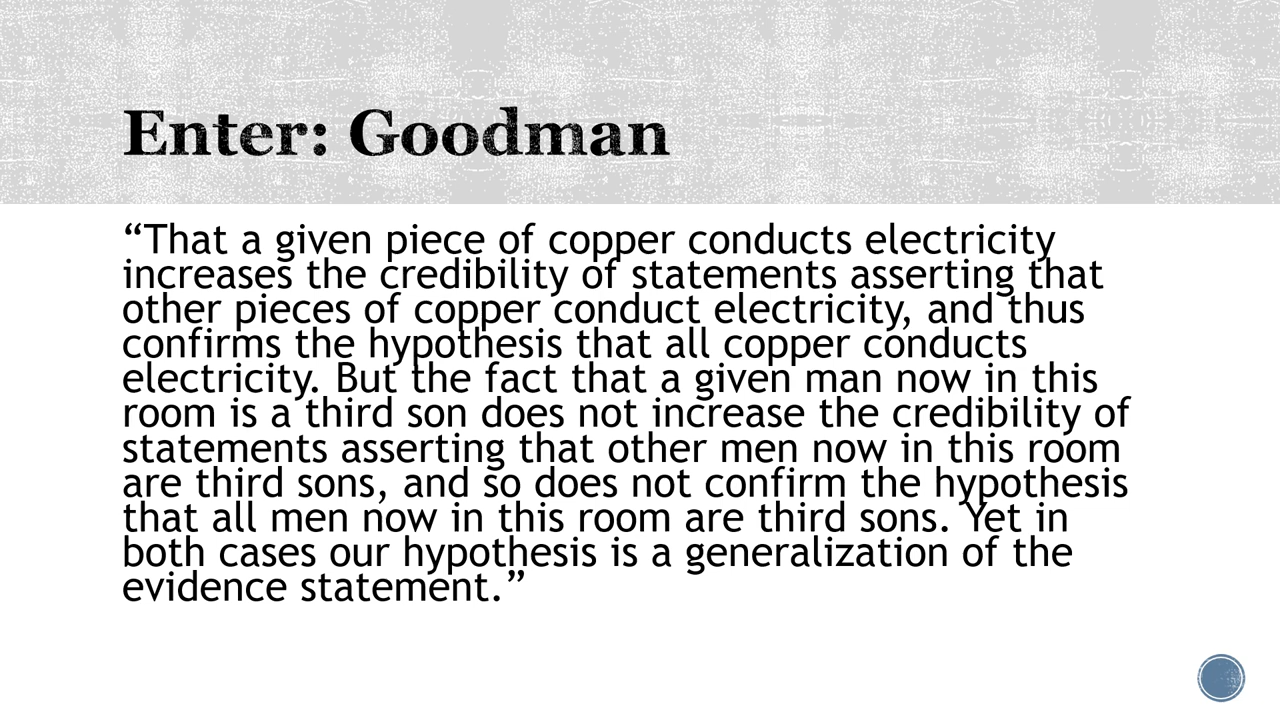 Enter: Goodman
“That a given piece of copper conducts electricity
increases the credibility of statements asserting that
other pieces of copper conduct electricity, and thus
confirms the hypothesis that all copper conducts
electricity. But the fact that a given man now in this
room is a third son does not increase the credibility of
statements asserting that other men now in this room
are third sons, and so does not confirm the hypothesis
that all men now in this room are third sons. Yet in
both cases our hypothesis is a generalization of the
evidence statement.”